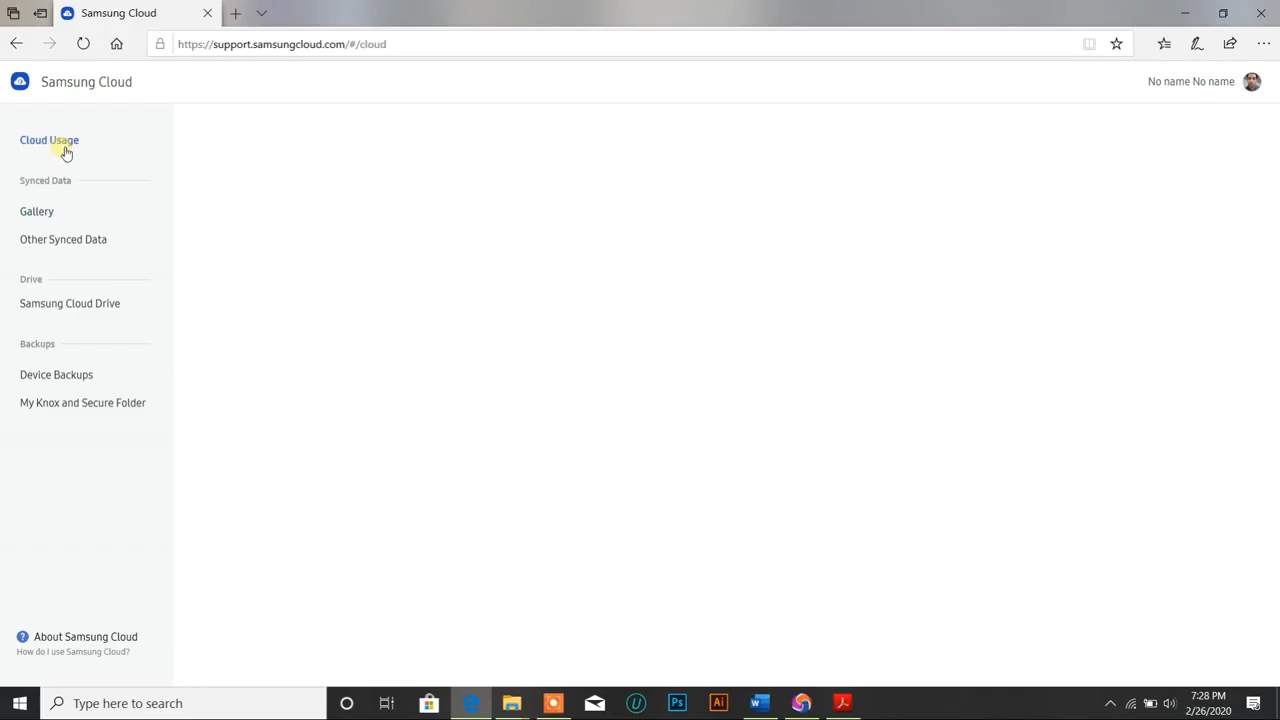 Samsung Cloud
https://support.samsungcloud.com/#/cloud
Samsung Cloud
No name No name
Cloud Usage
Synced Data
Gallery
Other Synced Data
Drive
Samsung Cloud Drive
Backups
Device Backups
My Knox and Secure Folder
? About Samsung Cloud
How do I use Samsung Cloud?
Type here to search
U
Ps
Ai
W
7:28 PM
2/26/2020